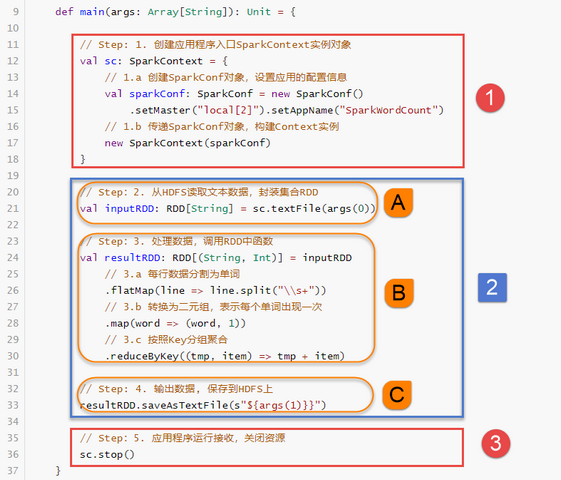 9 def main(args: Array[String]): Unit = {
10
11 // Step: 1. 创建应用程序入口SparkContext实例对象
12 val sc: SparkContext = {
13 // 1.a 创建SparkConf对象，设置应用的配置信息
14 val sparkConf: SparkConf = new SparkConf()
15 .setMaster("local[2]").setAppName("SparkWordCount")
16 // 1.b 传递SparkConf对象，构建Context实例
17 new SparkContext(sparkConf)
18 }
1
19
20 // Step: 2. 从HDFS读取文本数据，封装集合RDD
21 val inputRDD: RDD[String] = sc.textFile(args(0))
A
22
23 // Step: 3. 处理数据，调用RDD中函数
24 val resultRDD: RDD[(String, Int)] = inputRDD
25 // 3.a 每行数据分割为单词
26 .flatMap(line => line.split("\\s+"))
27 // 3.b 转换为二元组，表示每个单词出现一次
28 .map(word => (word, 1))
29 // 3.c 按照Key分组聚合
30 .reduceByKey((tmp, item) => tmp + item)
B
2
31
32 // Step: 4. 输出数据，保存到HDFS上
33 resultRDD.saveAsTextFile(s"${args(1)}}")
C
34
35 // Step: 5. 应用程序运行接收，关闭资源
36 sc.stop()
3
37 }